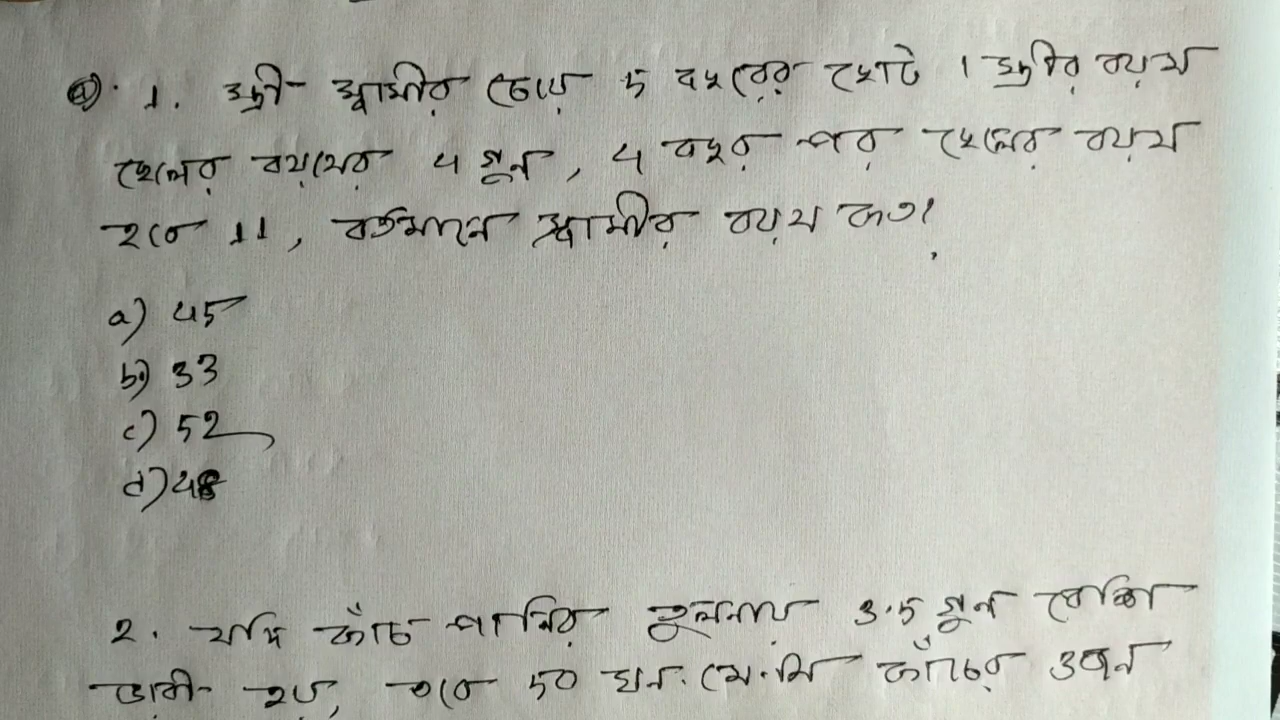 1. স্ত্রী স্বামীর চেয়ে 5 বছরের ছোট । স্ত্রীর বয়স
ছেলের বয়সের 4 গুন, 4 বছর পর ছেলের বয়স
হবে 11, বর্তমানে স্বামীর বয়স কত?
a) 45
b) 33
c) 52
d) 48
2. যদি কাঁচ পানির তুলনায় 3.5 গুন বেশি
ভারী হয়, তবে 50 ঘন. সে.মি কাঁচের ওজন